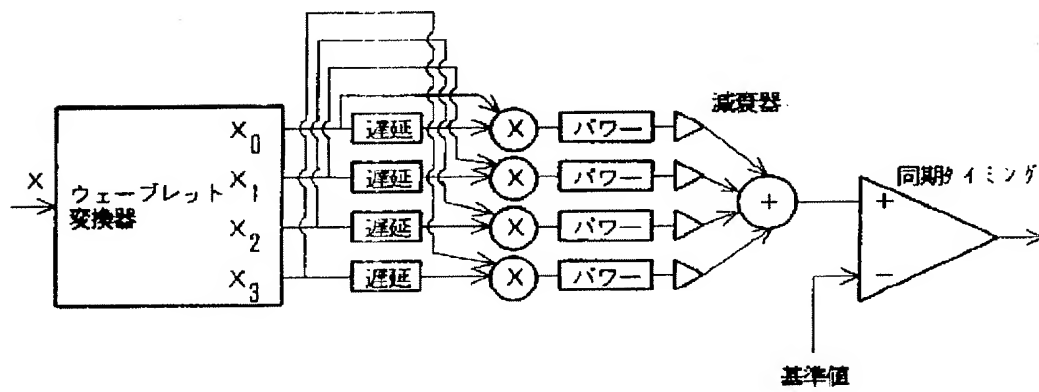 X
ウェーブレット
変換器
X0
X1
X2
X3
遅延
遅延
遅延
遅延
X
X
X
X
パワー
パワー
パワー
パワー
減衰器
+
同期タイミング
+
−
基準値